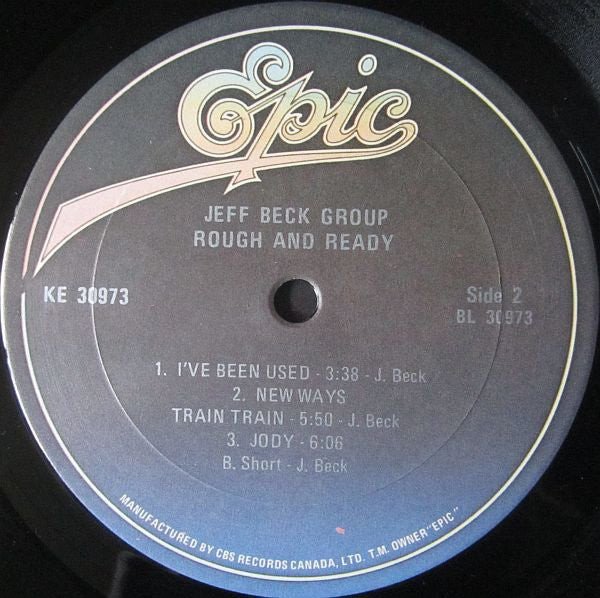 Epic
JEFF BECK GROUP
ROUGH AND READY
KE 30973
Side 2
BL 30973
1. I'VE BEEN USED - 3:38 - J. Beck
2. NEW WAYS
TRAIN TRAIN - 5:50 - J. Beck
3. JODY - 6:06
B. Short - J. Beck
MANUFACTURED BY CBS RECORDS CANADA, LTD. T.M. OWNER "EPIC"